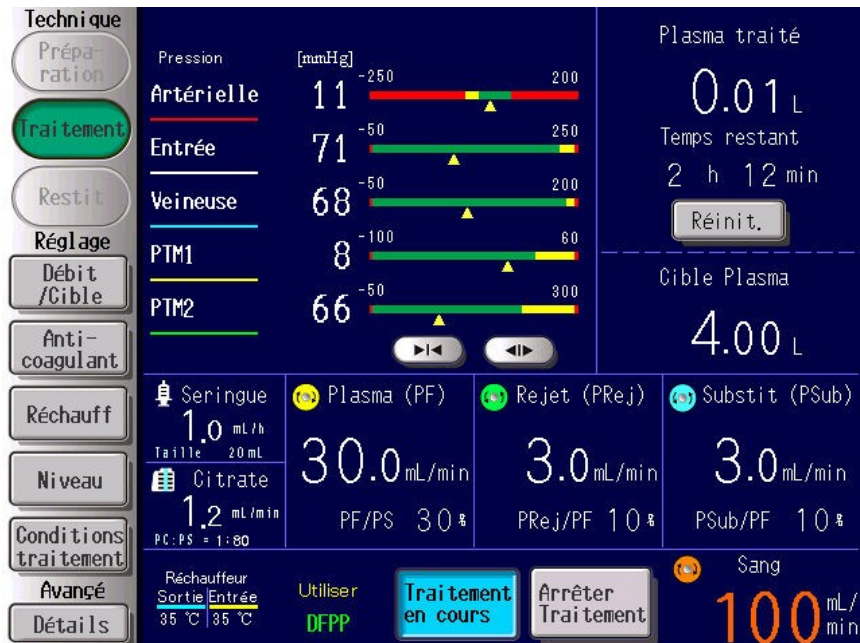 Technique
Prépa-
ration
Traitement
Restit
Réglage
Débit
/Cible
Anti-
coagulant
Réchauff
Niveau
Conditions
traitement
Avançé
Détails
Pression [mmHg]
Artérielle 11 -250 200
Entrée 71 -50 250
Veineuse 68 -50 200
PTM1 8 -100 60
PTM2 66 -50 300
Plasma traité
0.01 L
Temps restant
2 h 12 min
Réinit.
Cible Plasma
4.00 L
Seringue
1.0 mL/h
Taille 20mL
Citrate
1.2 mL/min
PC:PS = 1:80
Plasma (PF)
30.0 mL/min
PF/PS 30%
Rejet (PRej)
3.0 mL/min
PRej/PF 10%
Substit (PSub)
3.0 mL/min
PSub/PF 10%
Réchauffeur
Sortie Entrée
35 °C 35 °C
Utiliser
DFPP
Traitement
en cours
Arrêter
Traitement
Sang
100 mL/
min